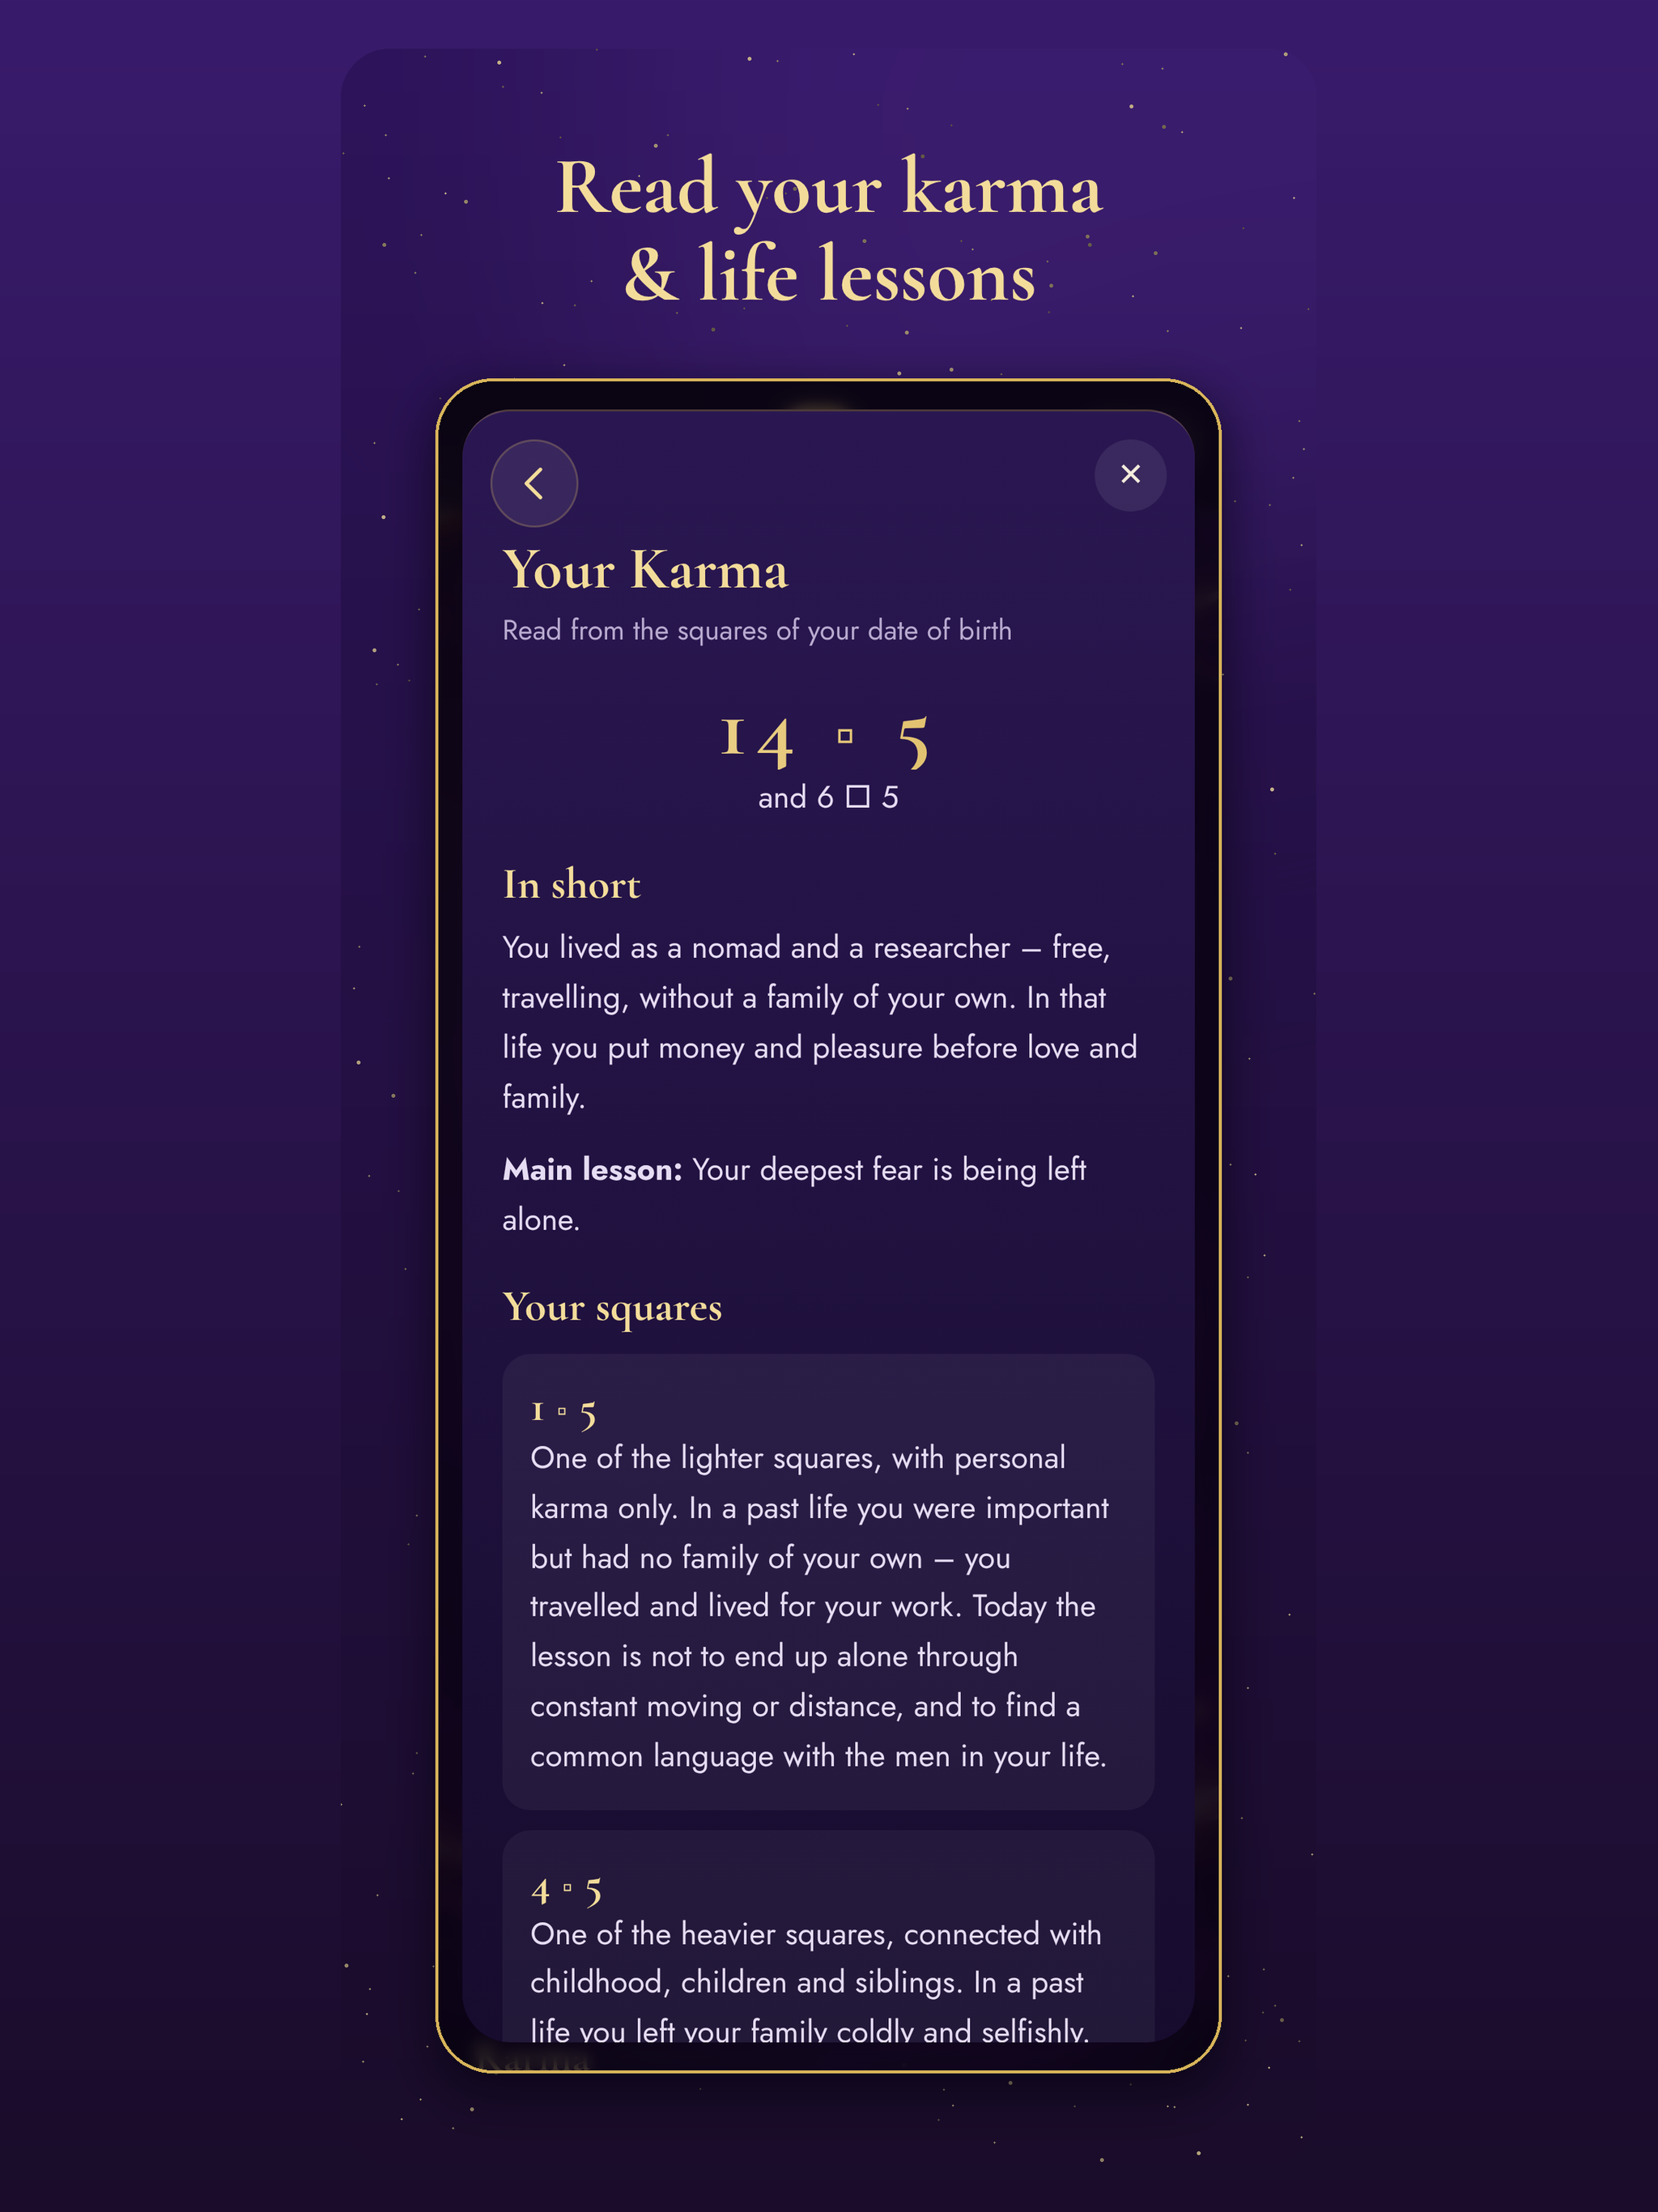 Read your karma
& life lessons
Your Karma
Read from the squares of your date of birth
14 □ 5
and 6 □ 5
In short
You lived as a nomad and a researcher – free,
travelling, without a family of your own. In that
life you put money and pleasure before love and
family.
Main lesson: Your deepest fear is being left
alone.
Your squares
1 □ 5
One of the lighter squares, with personal
karma only. In a past life you were important
but had no family of your own – you
travelled and lived for your work. Today the
lesson is not to end up alone through
constant moving or distance, and to find a
common language with the men in your life.
4 □ 5
One of the heavier squares, connected with
childhood, children and siblings. In a past
life you left your family coldly and selfishly.
Karma